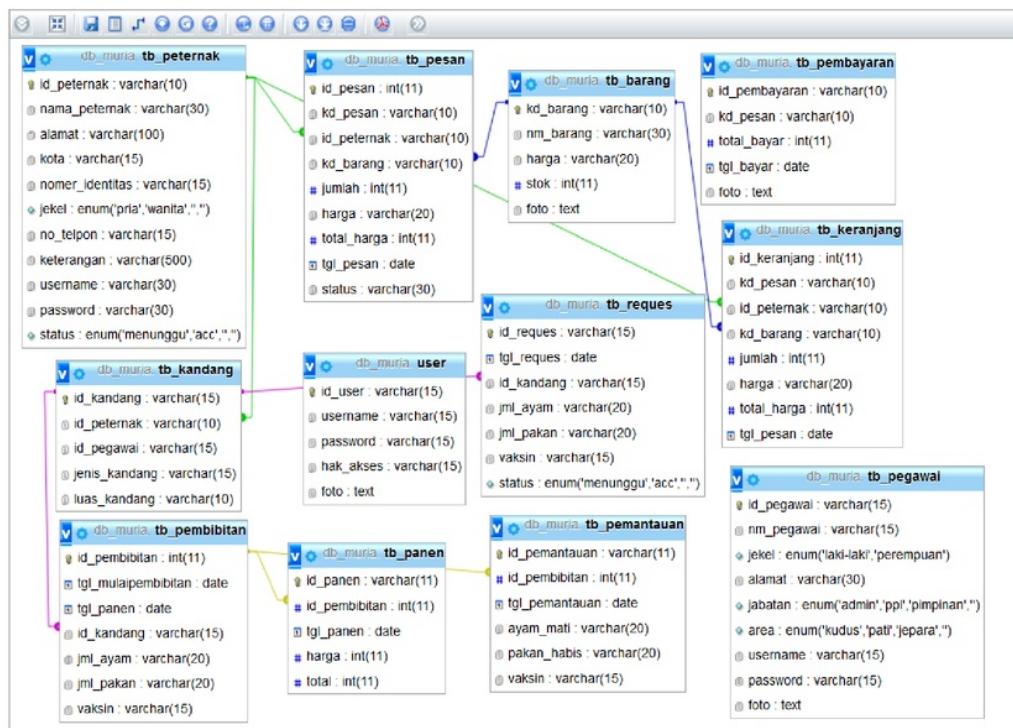 db_muria. tb_peternak
id_peternak : varchar(10)
nama_peternak : varchar(30)
alamat : varchar(100)
kota : varchar(15)
nomer_identitas : varchar(15)
jekel : enum('pria','wanita','','')
no_telpon : varchar(15)
keterangan : varchar(500)
username : varchar(30)
password : varchar(30)
status : enum('menunggu','acc','','')
db_muria. tb_pesan
id_pesan : int(11)
kd_pesan : varchar(10)
id_peternak : varchar(10)
kd_barang : varchar(10)
jumlah : int(11)
harga : varchar(20)
total_harga : int(11)
tgl_pesan : date
status : varchar(30)
db_muria. tb_barang
kd_barang : varchar(10)
nm_barang : varchar(30)
harga : varchar(20)
stok : int(11)
foto : text
db_muria. tb_pembayaran
id_pembayaran : varchar(10)
kd_pesan : varchar(10)
total_bayar : int(11)
tgl_bayar : date
foto : text
db_muria. tb_keranjang
id_keranjang : int(11)
kd_pesan : varchar(10)
id_peternak : varchar(10)
kd_barang : varchar(10)
jumlah : int(11)
harga : varchar(20)
total_harga : int(11)
tgl_pesan : date
db_muria. tb_kandang
id_kandang : varchar(15)
id_peternak : varchar(10)
id_pegawai : varchar(15)
jenis_kandang : varchar(15)
luas_kandang : varchar(10)
db_muria. user
id_user : varchar(15)
username : varchar(15)
password : varchar(15)
hak_akses : varchar(15)
foto : text
db_muria. tb_reques
id_reques : varchar(15)
tgl_reques : date
id_kandang : varchar(15)
jml_ayam : varchar(20)
jml_pakan : varchar(20)
vaksin : varchar(15)
status : enum('menunggu','acc','','')
db_muria. tb_pembibitan
id_pembibitan : int(11)
tgl_mulaipembibitan : date
tgl_panen : date
id_kandang : varchar(15)
jml_ayam : varchar(20)
jml_pakan : varchar(20)
vaksin : varchar(15)
db_muria. tb_panen
id_panen : varchar(11)
id_pembibitan : int(11)
tgl_panen : date
harga : int(11)
total : int(11)
db_muria. tb_pemantauan
id_pemantauan : varchar(11)
id_pembibitan : int(11)
tgl_pemantauan : date
ayam_mati : varchar(20)
pakan_habis : varchar(20)
vaksin : varchar(15)
db_muria. tb_pegawai
id_pegawai : varchar(15)
nm_pegawai : varchar(15)
jekel : enum('laki-laki','perempuan')
alamat : varchar(30)
jabatan : enum('admin','ppl','pimpinan','')
area : enum('kudus','pati','jepara','')
username : varchar(15)
password : varchar(15)
foto : text